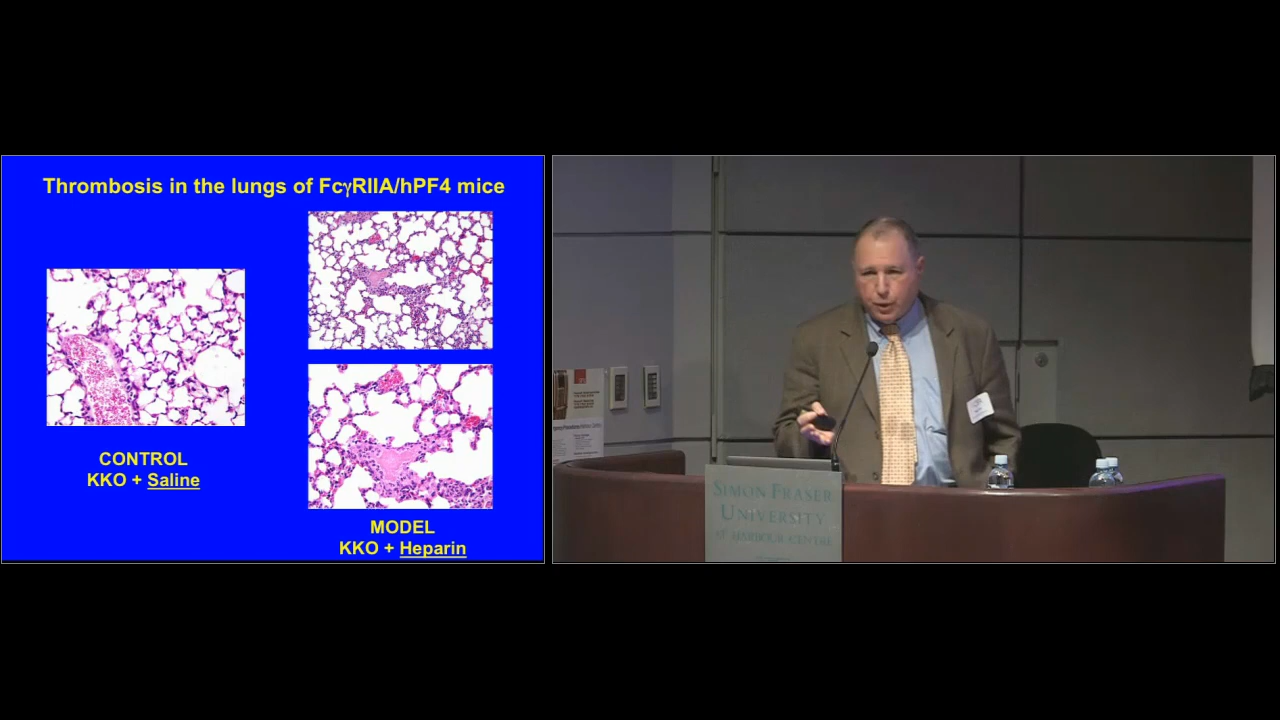 Thrombosis in the lungs of FcγRIIA/hPF4 mice
CONTROL
KKO + Saline
MODEL
KKO + Heparin
SIMON FRASER
UNIVERSITY
AT HARBOUR CENTRE